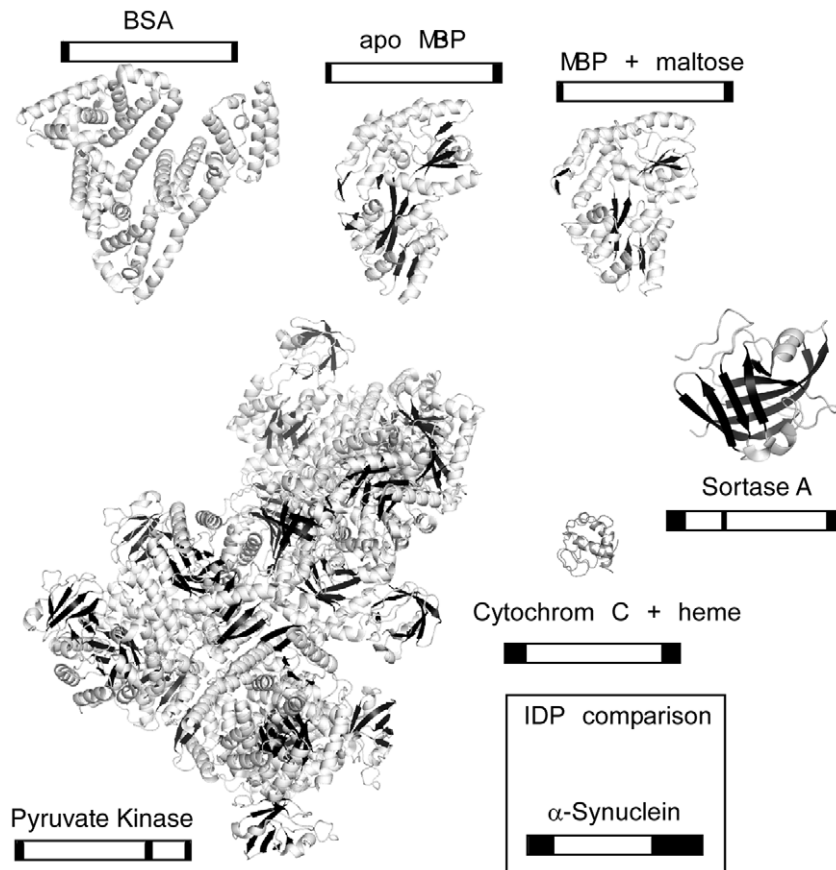 BSA
apo MBP
MBP + maltose
Sortase A
Cytochrom C + heme
IDP comparison
α-Synuclein
Pyruvate Kinase